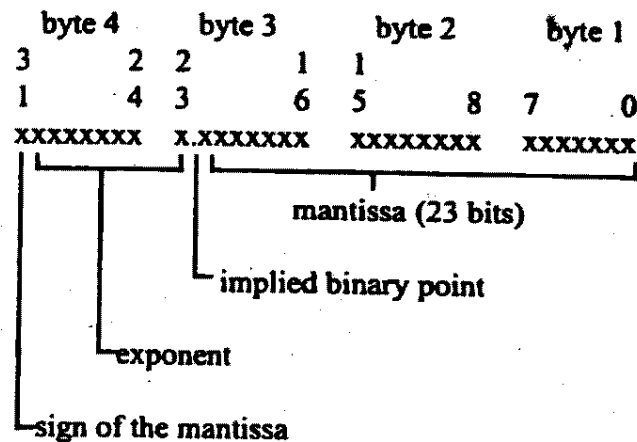 byte 4 byte 3 byte 2 byte 1
3 2 2 1 1
1 4 3 6 5 8 7 0
xxxxxxxx x.xxxxxxx xxxxxxxx xxxxxxx
mantissa (23 bits)
implied binary point
exponent
sign of the mantissa